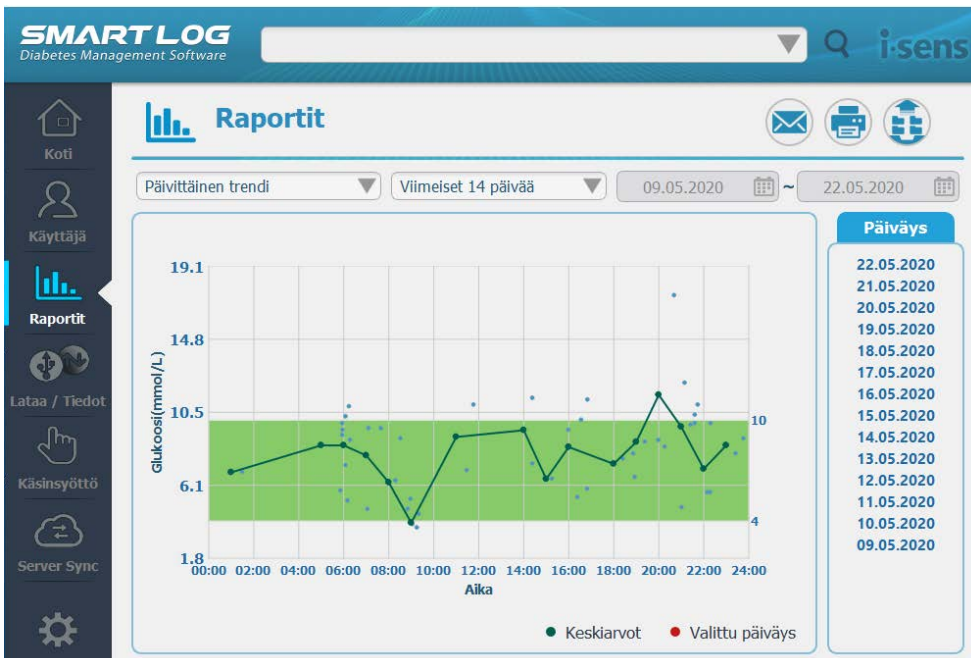 SMART LOG
Diabetes Management Software
i-sens
Raportit
Koti
Käyttäjä
Raportit
Lataa / Tiedot
Käsinsyöttö
Server Sync
Päivittäinen trendi
Viimeiset 14 päivää
09.05.2020 ~ 22.05.2020
Glukoosi(mmol/L)
19.1
14.8
10.5
6.1
1.8
10
4
00:00 02:00 04:00 06:00 08:00 10:00 12:00 14:00 16:00 18:00 20:00 22:00 24:00
Aika
Keskiarvot
Valittu päiväys
Päiväys
22.05.2020
21.05.2020
20.05.2020
19.05.2020
18.05.2020
17.05.2020
16.05.2020
15.05.2020
14.05.2020
13.05.2020
12.05.2020
11.05.2020
10.05.2020
09.05.2020